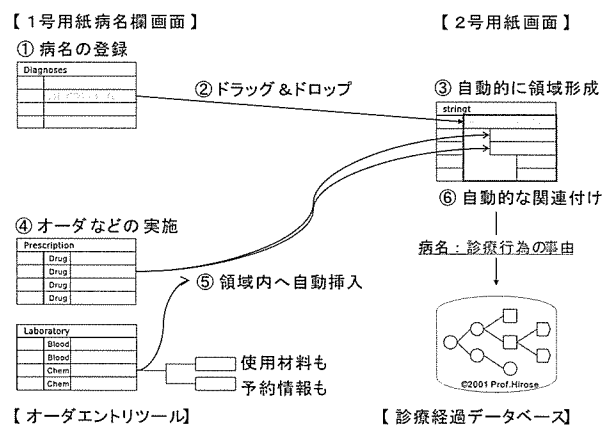 【1号用紙病名欄画面】
【2号用紙画面】
①病名の登録
Diagnoses
②ドラッグ&ドロップ
③自動的に領域形成
stringt
⑥自動的な関連付け
④オーダなどの実施
Prescription
Drug
Drug
Drug
Drug
病名:診療行為の事由
⑤領域内へ自動挿入
Laboratory
Blood
Blood
Chem
Chem
使用材料も
予約情報も
©2001 Prof.Hirose
【オーダエントリツール】
【診療経過データベース】